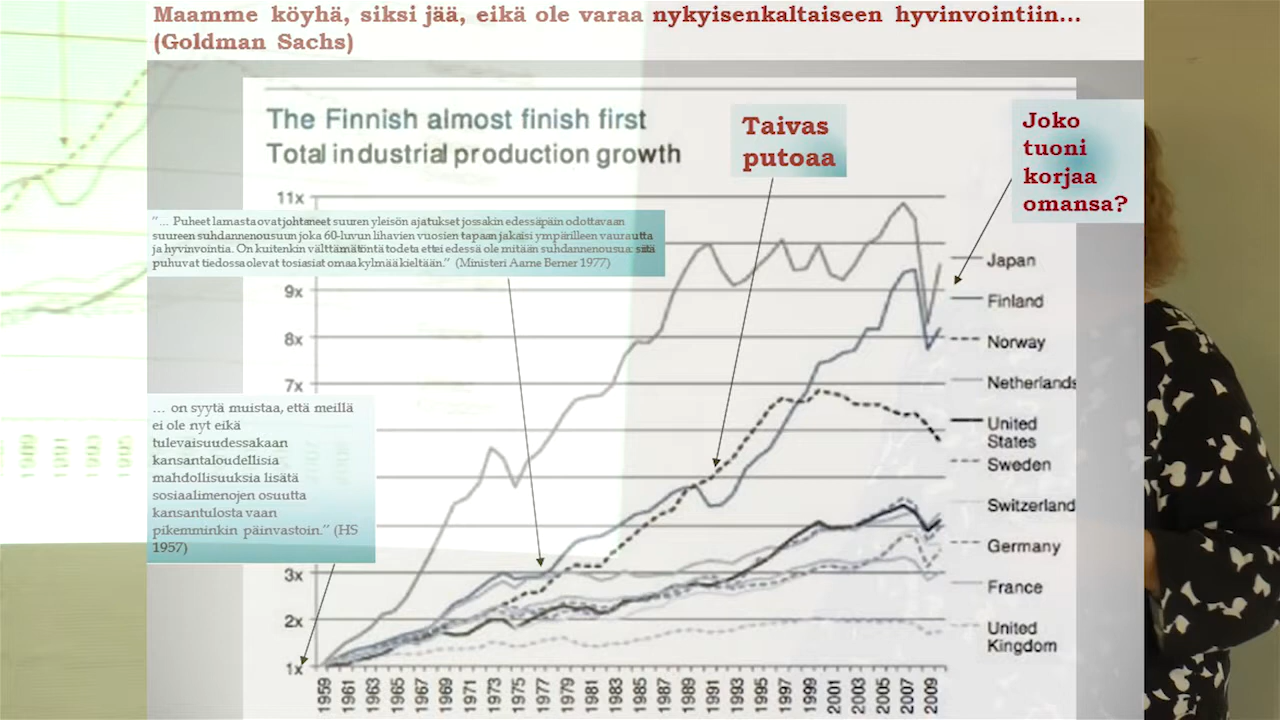 Maamme köyhä, siksi jää, eikä ole varaa nykyisenkaltaiseen hyvinvointiin...
(Goldman Sachs)
The Finnish almost finish first
Total industrial production growth
Taivas
putoaa
Joko
tuoni
korjaa
omansa?
11x
"... Puheet lamasta ovat johtaneet suuren yleisön ajatukset jossakin edessäpäin odottavaan
suureen suhdannenousuun joka 60-luvun lihavien vuosien tapaan jakaisi ympärilleen vaurautta
ja hyvinvointia. On kuitenkin välttämätöntä todeta ettei edessä ole mitään suhdannenousua: sitä
puhuvat tiedossa olevat tosiasiat omaa kylmää kieltään." (Ministeri Aarne Berner 1977)
9x
8x
7x
... on syytä muistaa, että meillä
ei ole nyt eikä
tulevaisuudessakaan
kansantaloudellisia
mahdollisuuksia lisätä
sosiaalimenojen osuutta
kansantulosta vaan
pikemminkin päinvastoin." (HS
1957)
3x
2x
1x
Japan
Finland
Norway
Netherlands
United
States
Sweden
Switzerland
Germany
France
United
Kingdom
1959 1961 1963 1965 1967 1969 1971 1973 1975 1977 1979 1981 1983 1985 1987 1989 1991 1993 1995 1997 1999 2001 2003 2005 2007 2009